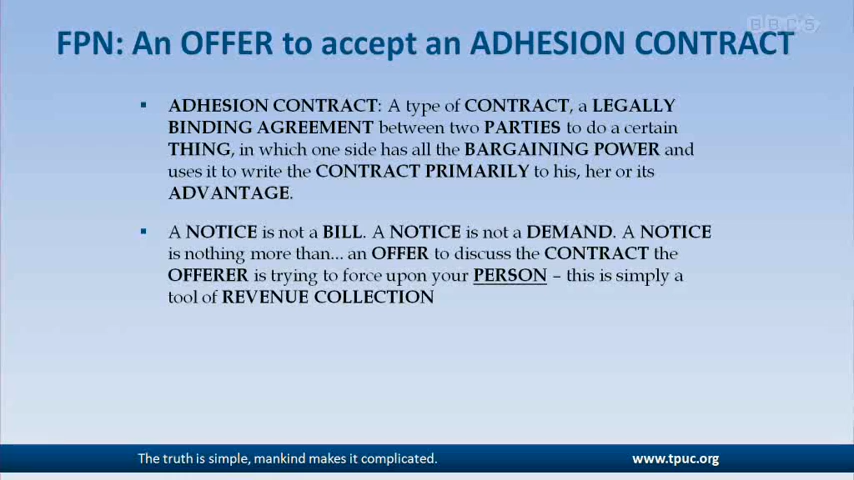 BBC5
FPN: An OFFER to accept an ADHESION CONTRACT
▪ ADHESION CONTRACT: A type of CONTRACT, a LEGALLY
BINDING AGREEMENT between two PARTIES to do a certain
THING, in which one side has all the BARGAINING POWER and
uses it to write the CONTRACT PRIMARILY to his, her or its
ADVANTAGE.
▪ A NOTICE is not a BILL. A NOTICE is not a DEMAND. A NOTICE
is nothing more than... an OFFER to discuss the CONTRACT the
OFFERER is trying to force upon your PERSON – this is simply a
tool of REVENUE COLLECTION
The truth is simple, mankind makes it complicated.
www.tpuc.org